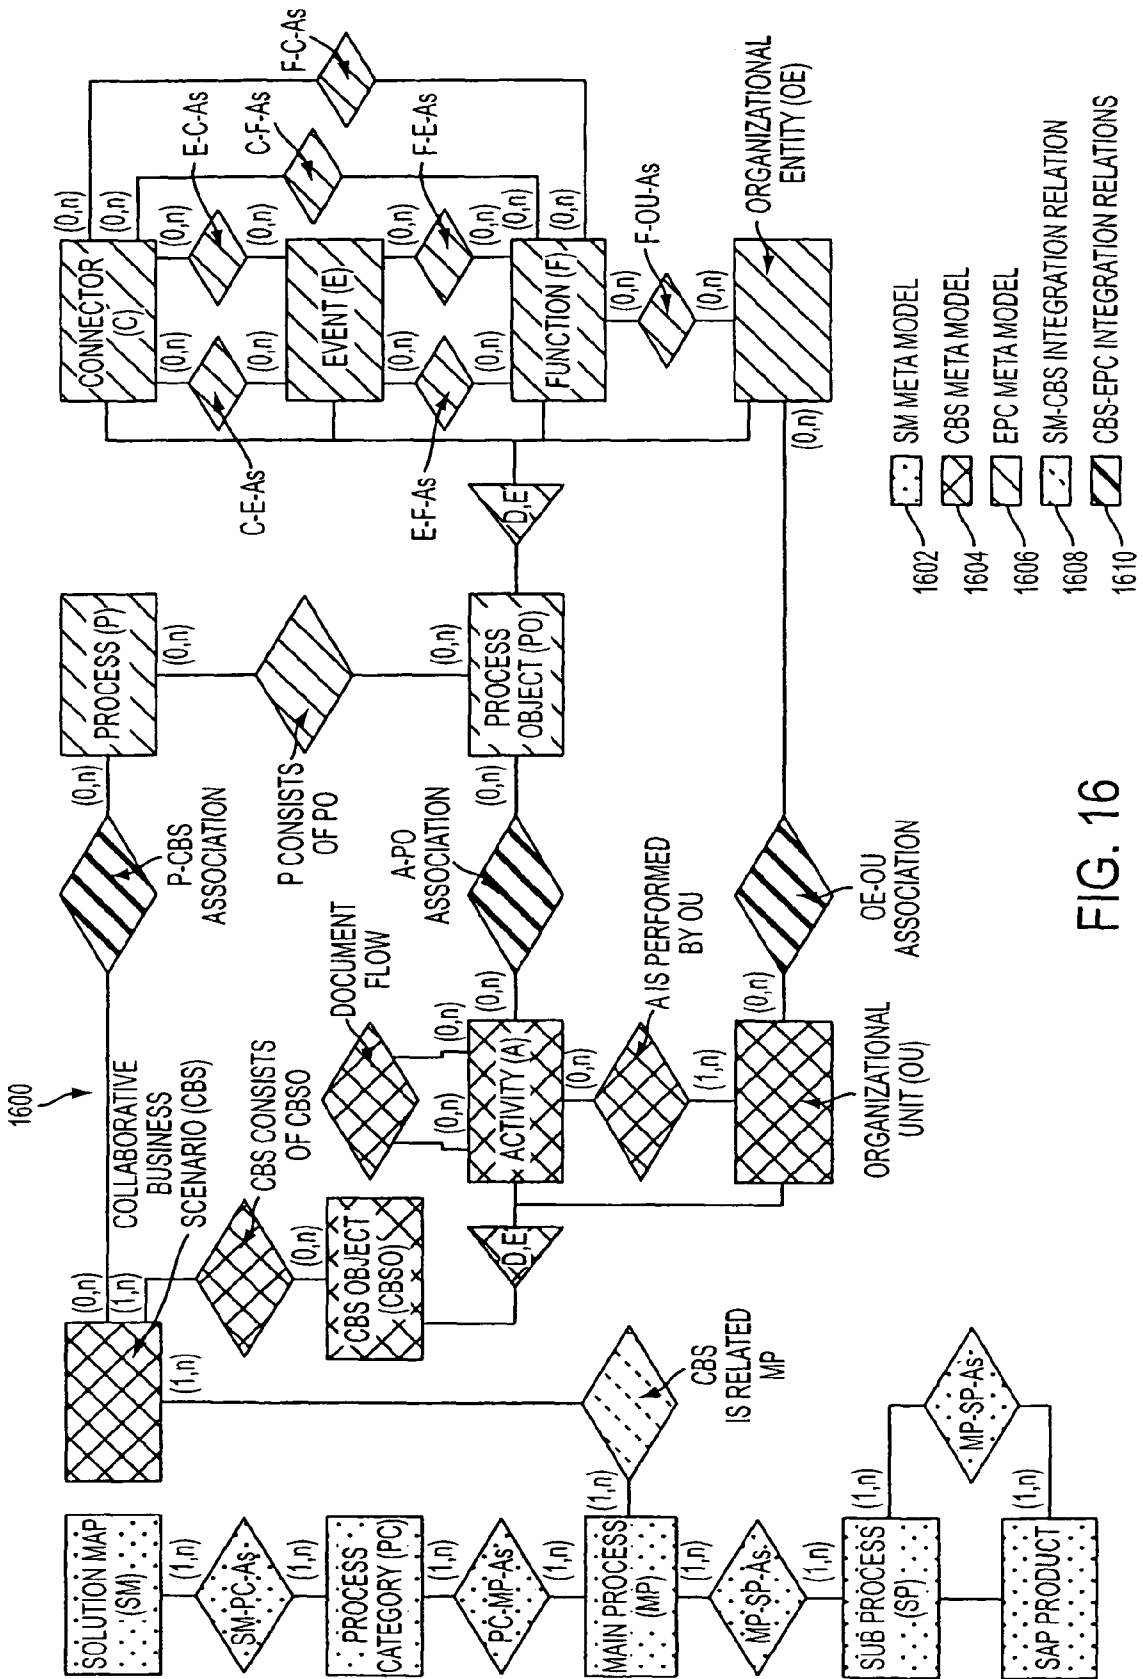 1600
SOLUTION MAP
(SM)
(1,n)
SM-PC-As
(1,n)
PROCESS
CATEGORY (PC)
(1,n)
PC-MP-As
(1,n)
MAIN PROCESS
(MP)
(1,n)
(1,n)
MP-SP-As
(1,n)
SUB PROCESS
(SP)
(1,n)
MP-SP-As
(1,n)
SAP PRODUCT
CBS
IS RELATED
MP
(1,n)
(0,n)
(1,n)
COLLABORATIVE
BUSINESS
SCENARIO (CBS)
CBS CONSISTS
OF CBSO
(0,n)
CBS OBJECT
(CBSO)
D,E
DOCUMENT
FLOW
(0,n)
(0,n)
ACTIVITY (A)
(0,n)
(0,n)
A IS PERFORMED
BY OU
(1,n)
(0,n)
ORGANIZATIONAL
UNIT (OU)
P-CBS
ASSOCIATION
(0,n)
PROCESS (P)
(0,n)
P CONSISTS
OF PO
(0,n)
A-PO
ASSOCIATION
(0,n)
PROCESS
OBJECT (PO)
D,E
OE-OU
ASSOCIATION
(0,n)
CONNECTOR
(C)
(0,n)
(0,n)
(0,n)
(0,n)
C-E-As
E-C-As
C-F-As
F-C-As
(0,n)
(0,n)
EVENT (E)
(0,n)
(0,n)
E-F-As
F-E-As
(0,n)
(0,n)
(0,n)
(0,n)
FUNCTION (F)
(0,n)
F-OU-As
(0,n)
ORGANIZATIONAL
ENTITY (OE)
1602 SM META MODEL
1604 CBS META MODEL
1606 EPC META MODEL
1608 SM-CBS INTEGRATION RELATION
1610 CBS-EPC INTEGRATION RELATIONS
FIG. 16